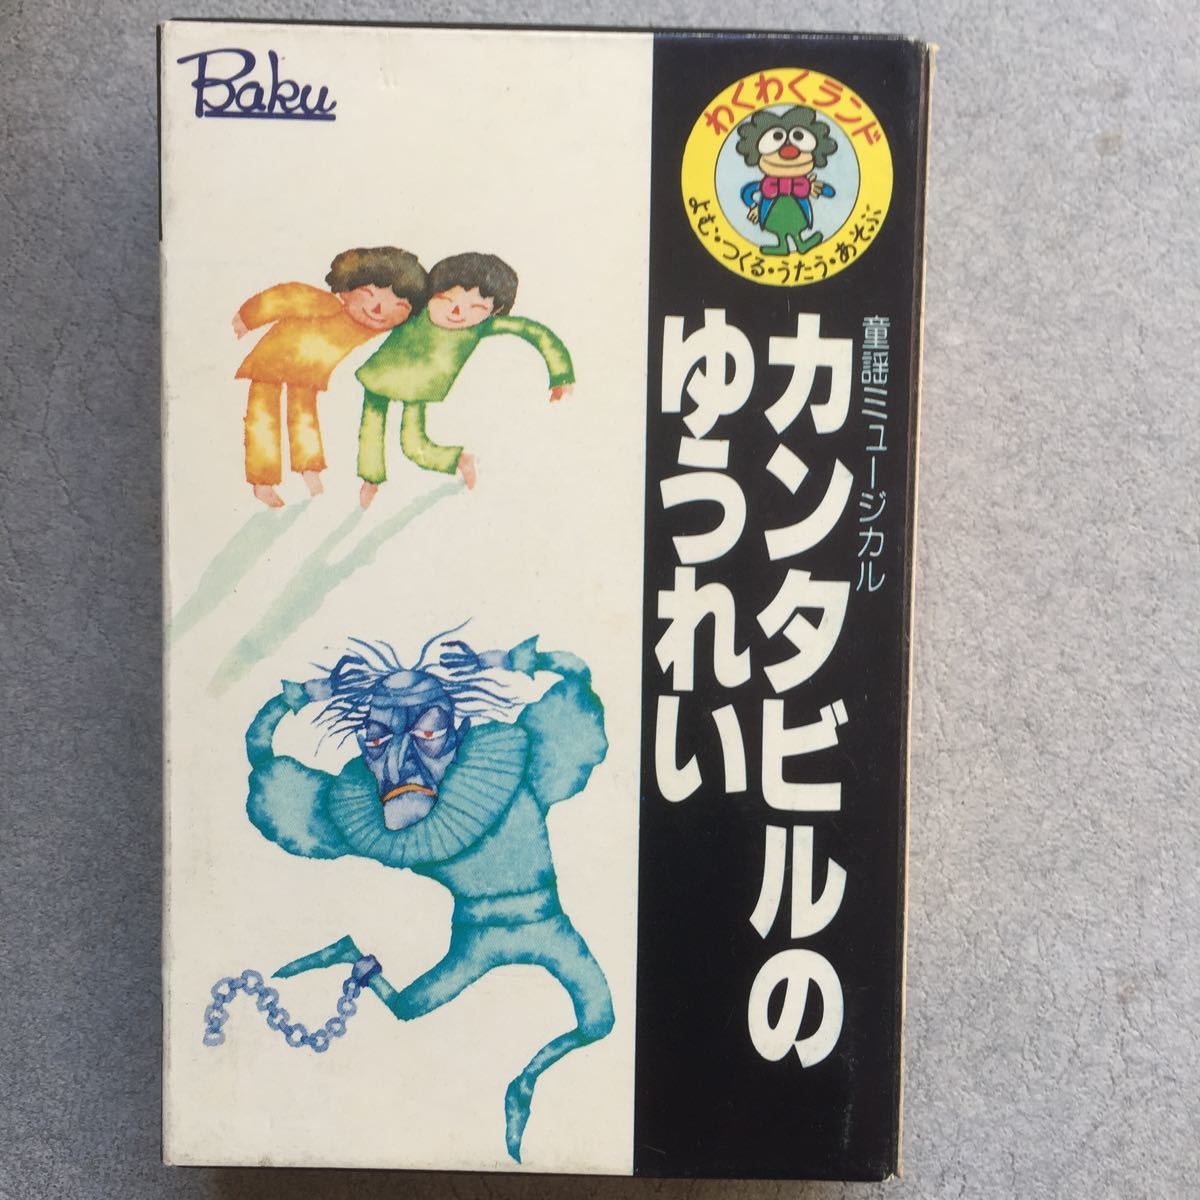 Baku
わくわくランド
よむ・つくる・うたう・あそぶ
童謡ミュージカル
カンタビルの
ゆうれい